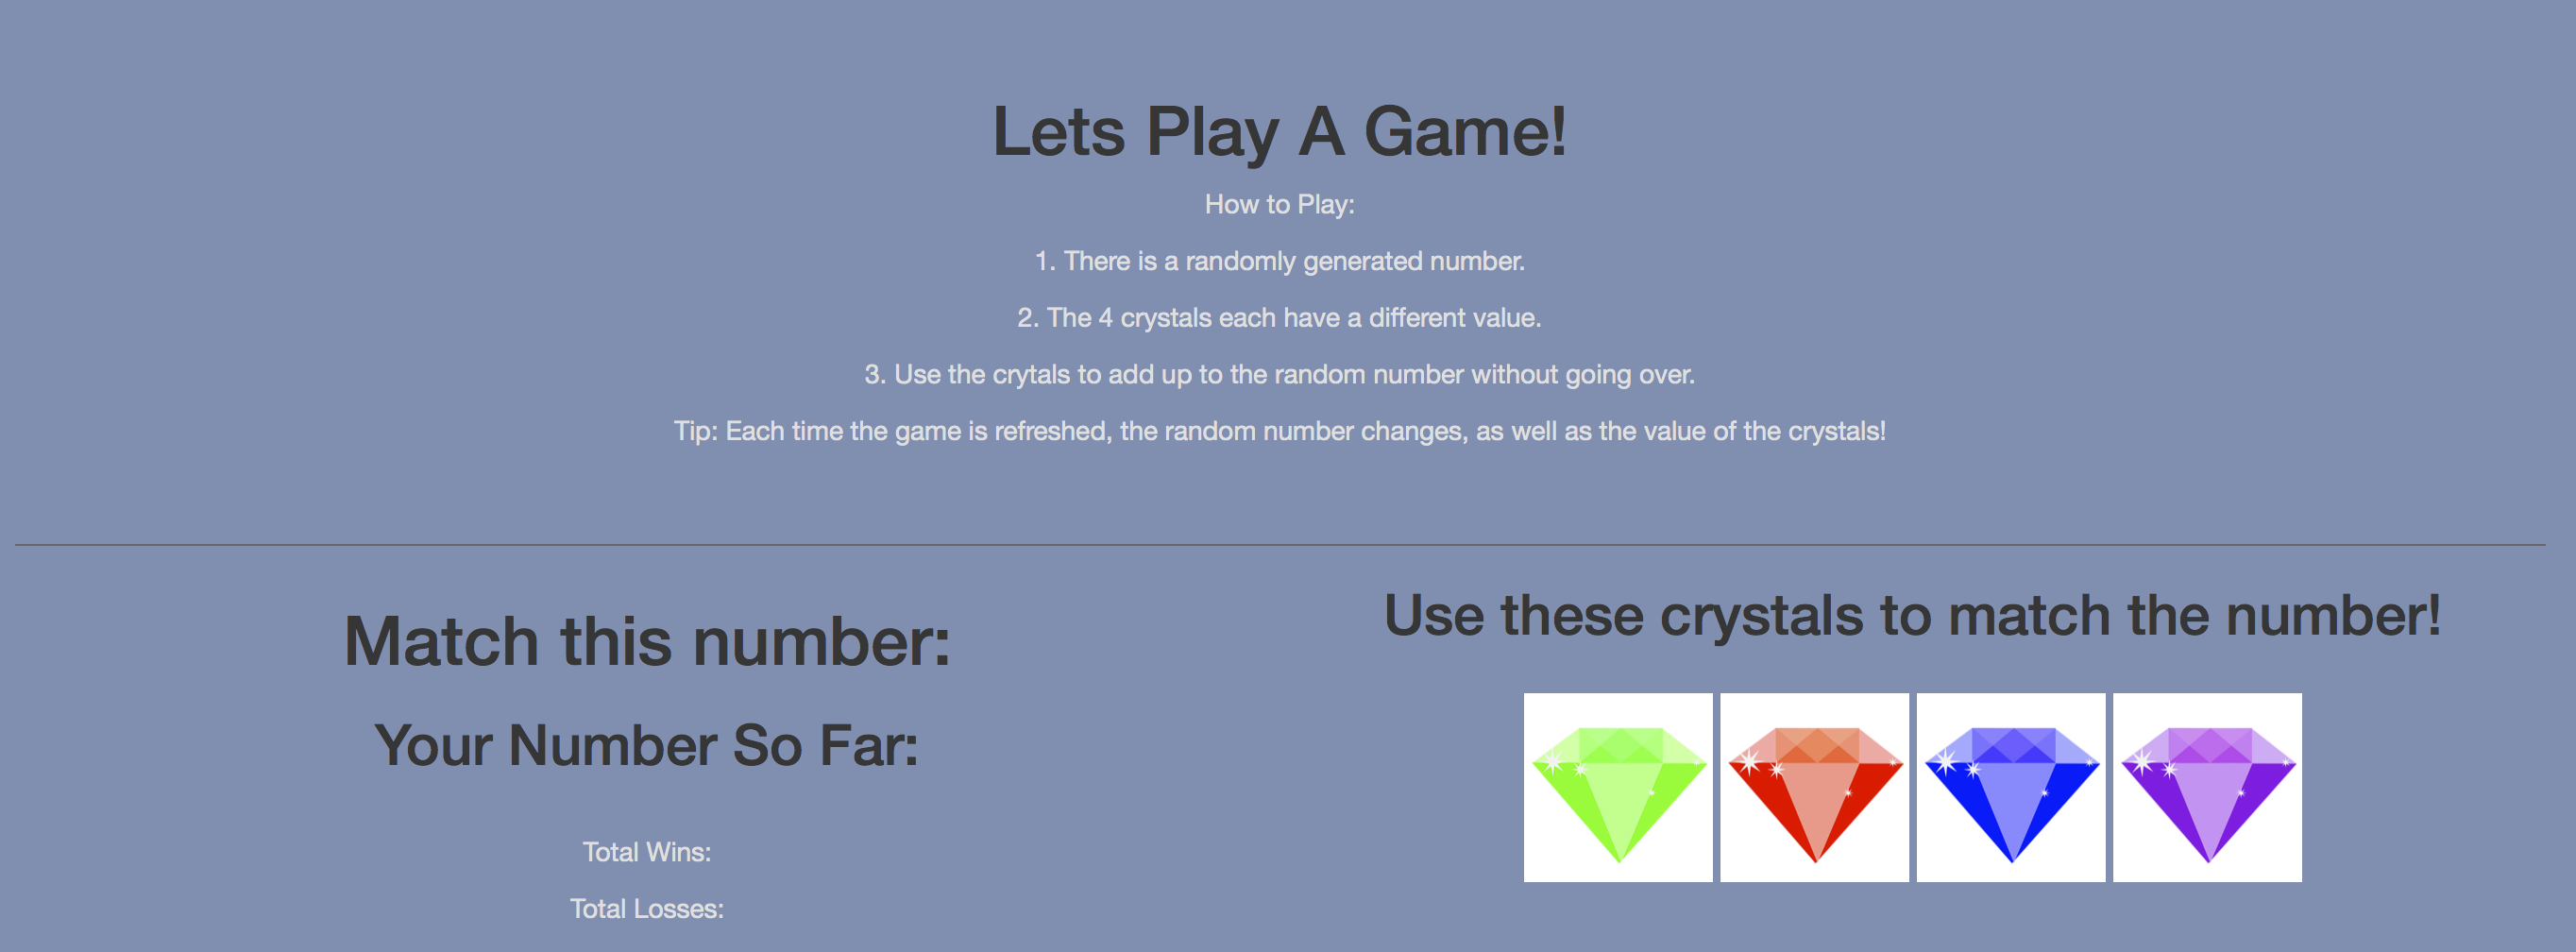 Lets Play A Game!
How to Play:
1. There is a randomly generated number.
2. The 4 crystals each have a different value.
3. Use the crytals to add up to the random number without going over.
Tip: Each time the game is refreshed, the random number changes, as well as the value of the crystals!
Match this number:
Your Number So Far:
Total Wins:
Total Losses:
Use these crystals to match the number!